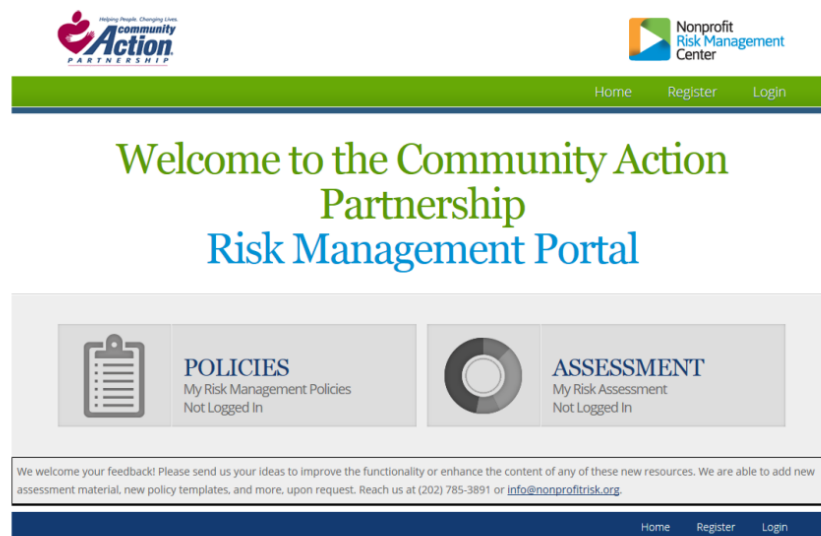 Helping People. Changing Lives.
community
Action
PARTNERSHIP
Nonprofit
Risk Management
Center
Home Register Login
Welcome to the Community Action
Partnership
Risk Management Portal
POLICIES
My Risk Management Policies
Not Logged In
ASSESSMENT
My Risk Assessment
Not Logged In
We welcome your feedback! Please send us your ideas to improve the functionality or enhance the content of any of these new resources. We are able to add new
assessment material, new policy templates, and more, upon request. Reach us at (202) 785-3891 or info@nonprofitrisk.org.
Home Register Login